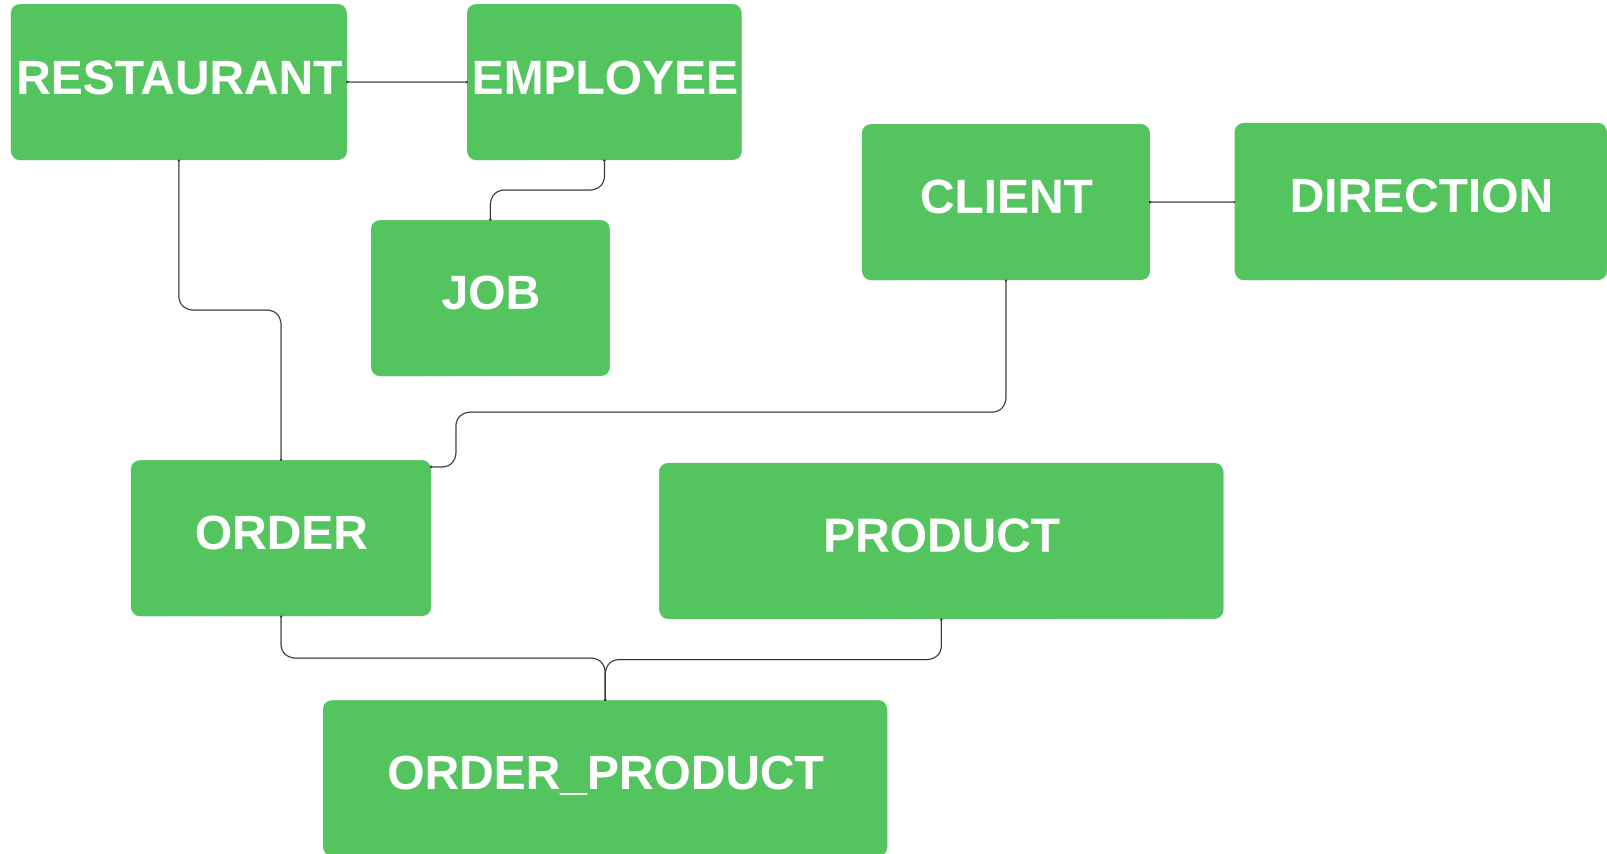 RESTAURANT
EMPLOYEE
CLIENT
DIRECTION
JOB
ORDER
PRODUCT
ORDER_PRODUCT